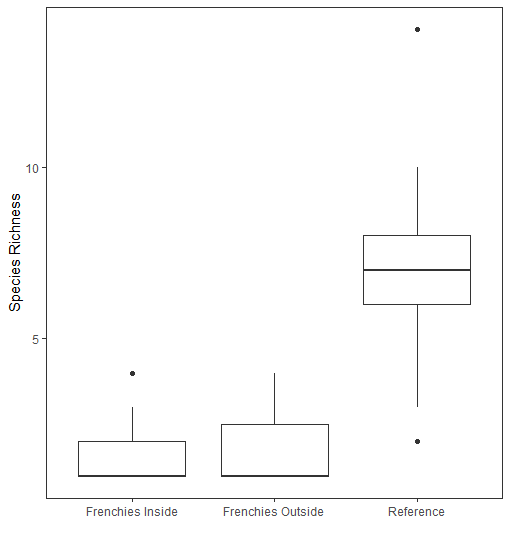 Species Richness
10
5
Frenchies Inside
Frenchies Outside
Reference